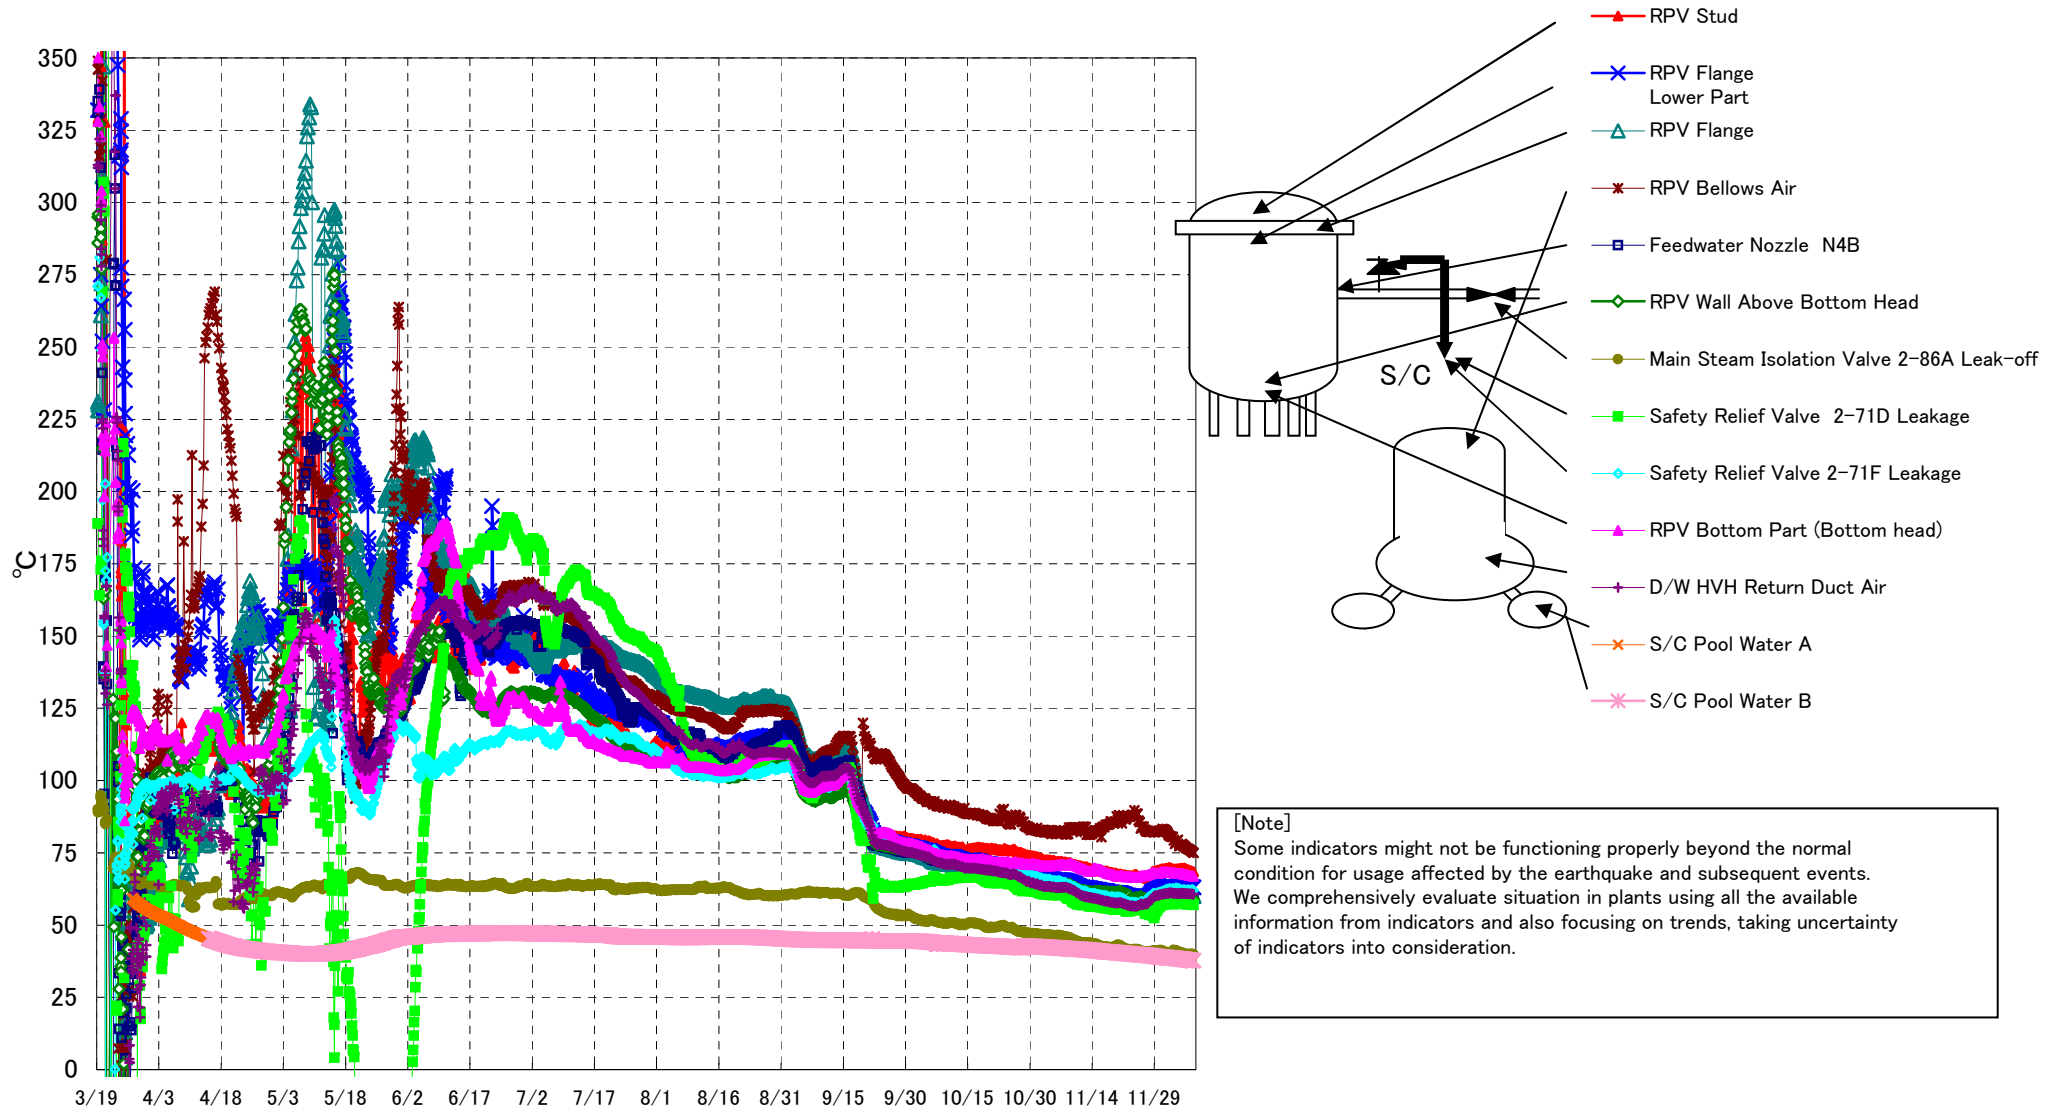 350
325
300
275
250
225
200
175
150
125
100
75
50
25
0
℃
3/19 4/3 4/18 5/3 5/18 6/2 6/17 7/2 7/17 8/1 8/16 8/31 9/15 9/30 10/15 10/30 11/14 11/29
RPV Stud
RPV Flange
Lower Part
RPV Flange
RPV Bellows Air
Feedwater Nozzle N4B
RPV Wall Above Bottom Head
Main Steam Isolation Valve 2-86A Leak-off
Safety Relief Valve 2-71D Leakage
Safety Relief Valve 2-71F Leakage
RPV Bottom Part (Bottom head)
D/W HVH Return Duct Air
S/C Pool Water A
S/C Pool Water B
S/C
[Note]
Some indicators might not be functioning properly beyond the normal
condition for usage affected by the earthquake and subsequent events.
We comprehensively evaluate situation in plants using all the available
information from indicators and also focusing on trends, taking uncertainty
of indicators into consideration.